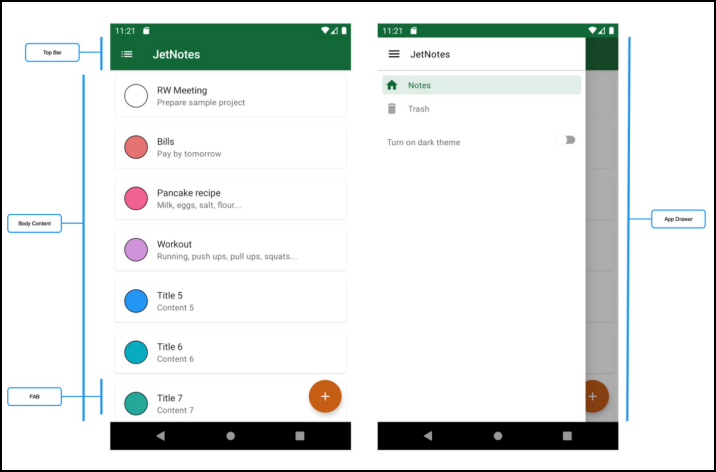 Top Bar
Body Content
FAB
11:21
JetNotes
RW Meeting
Prepare sample project
Bills
Pay by tomorrow
Pancake recipe
Milk, eggs, salt, flour...
Workout
Running, push ups, pull ups, squats...
Title 5
Content 5
Title 6
Content 6
Title 7
Content 7
+
11:21
JetNotes
Notes
Trash
Turn on dark theme
+
App Drawer